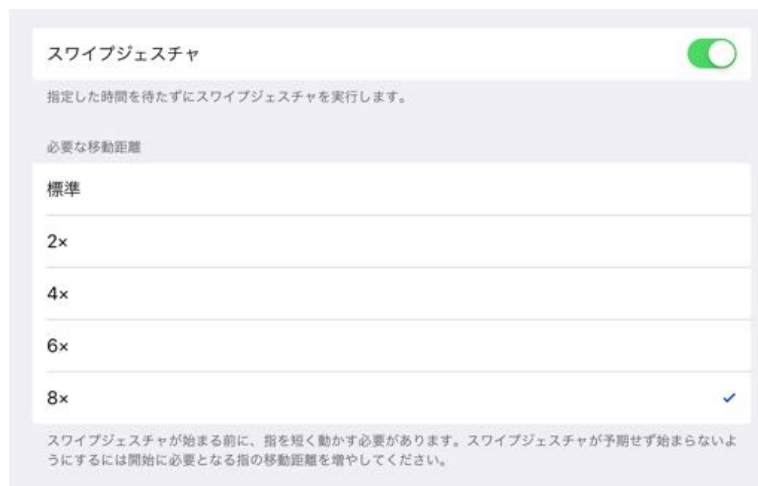 スワイプジェスチャ
指定した時間を待たずにスワイプジェスチャを実行します。
必要な移動距離
標準
2×
4×
6×
8×
スワイプジェスチャが始まる前に、指を短く動かす必要があります。スワイプジェスチャが予期せず始まらないよ
うにするには開始に必要となる指の移動距離を増やしてください。